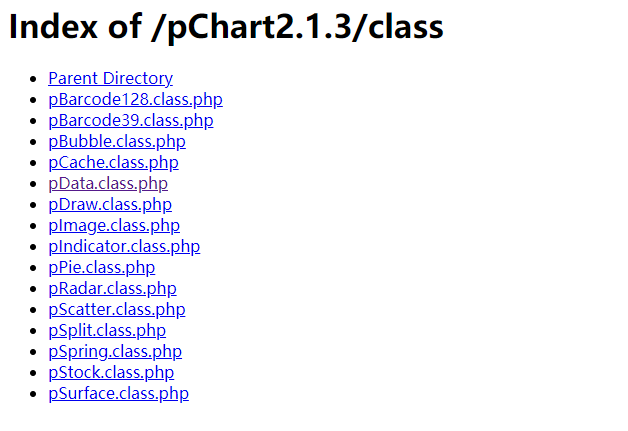 Index of /pChart2.1.3/class
Parent Directory
pBarcode128.class.php
pBarcode39.class.php
pBubble.class.php
pCache.class.php
pData.class.php
pDraw.class.php
pImage.class.php
pIndicator.class.php
pPie.class.php
pRadar.class.php
pScatter.class.php
pSplit.class.php
pSpring.class.php
pStock.class.php
pSurface.class.php